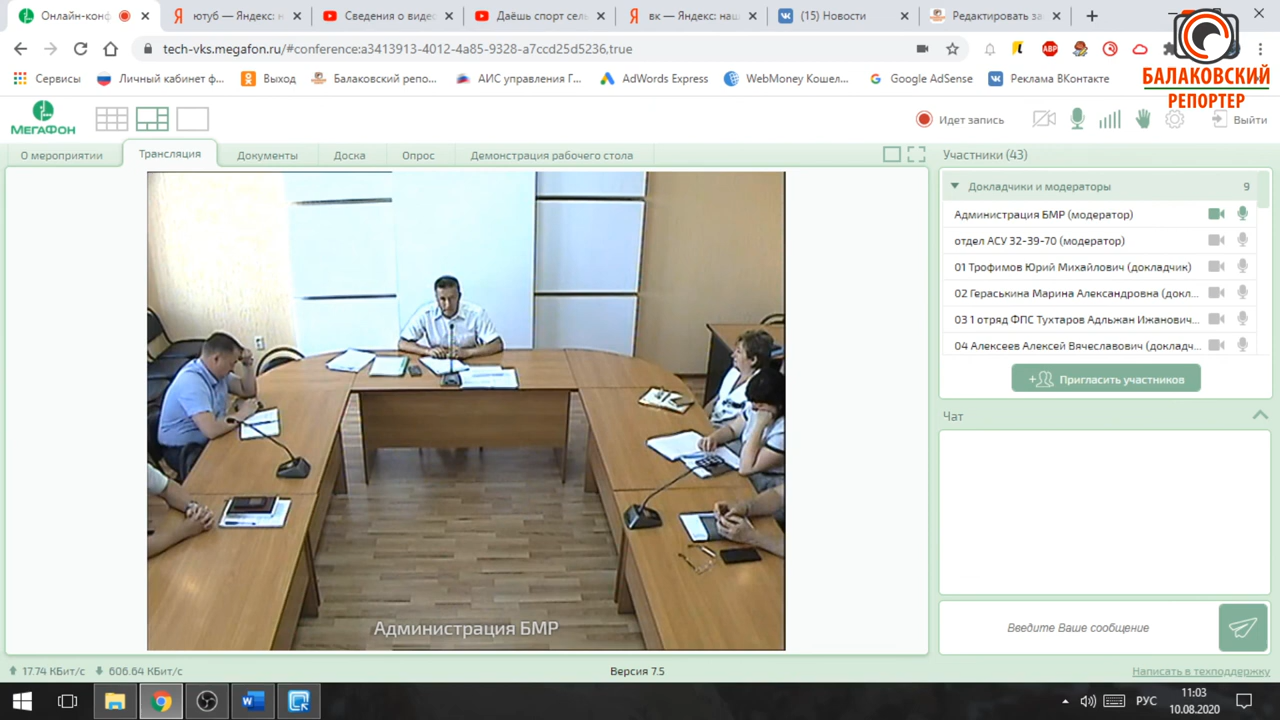 Онлайн-конф
ютуб — Яндекс: н
Сведения о видео
Даёшь спорт сель
вк — Яндекс: наш
(15) Новости
Редактировать за
tech-vks.megafon.ru/#conference:a3413913-4012-4a85-9328-a7ccd25d5236,true
ABP
БАЛАКОВСКИЙ
РЕПОРТЕР
Сервисы
Личный кабинет ф...
Выход
Балаковский репо...
АИС управления Г...
AdWords Express
WebMoney Кошел...
Google AdSense
Реклама ВКонтакте
МЕГАФОН
Идет запись
Выйти
О мероприятии
Трансляция
Документы
Доска
Опрос
Демонстрация рабочего стола
Участники (43)
Докладчики и модераторы 9
Администрация БМР (модератор)
отдел АСУ 32-39-70 (модератор)
01 Трофимов Юрий Михайлович (докладчик)
02 Гераськина Марина Александровна (докл...
03 1 отряд ФПС Тухтаров Адльжан Ижанович...
04 Алексеев Алексей Вячеславович (докладч...
Пригласить участников
Чат
Администрация БМР
Введите Ваше сообщение
17.74 КБит/с
606.64 КБит/с
Версия 7.5
Написать в техподдержку
РУС
11:03
10.08.2020